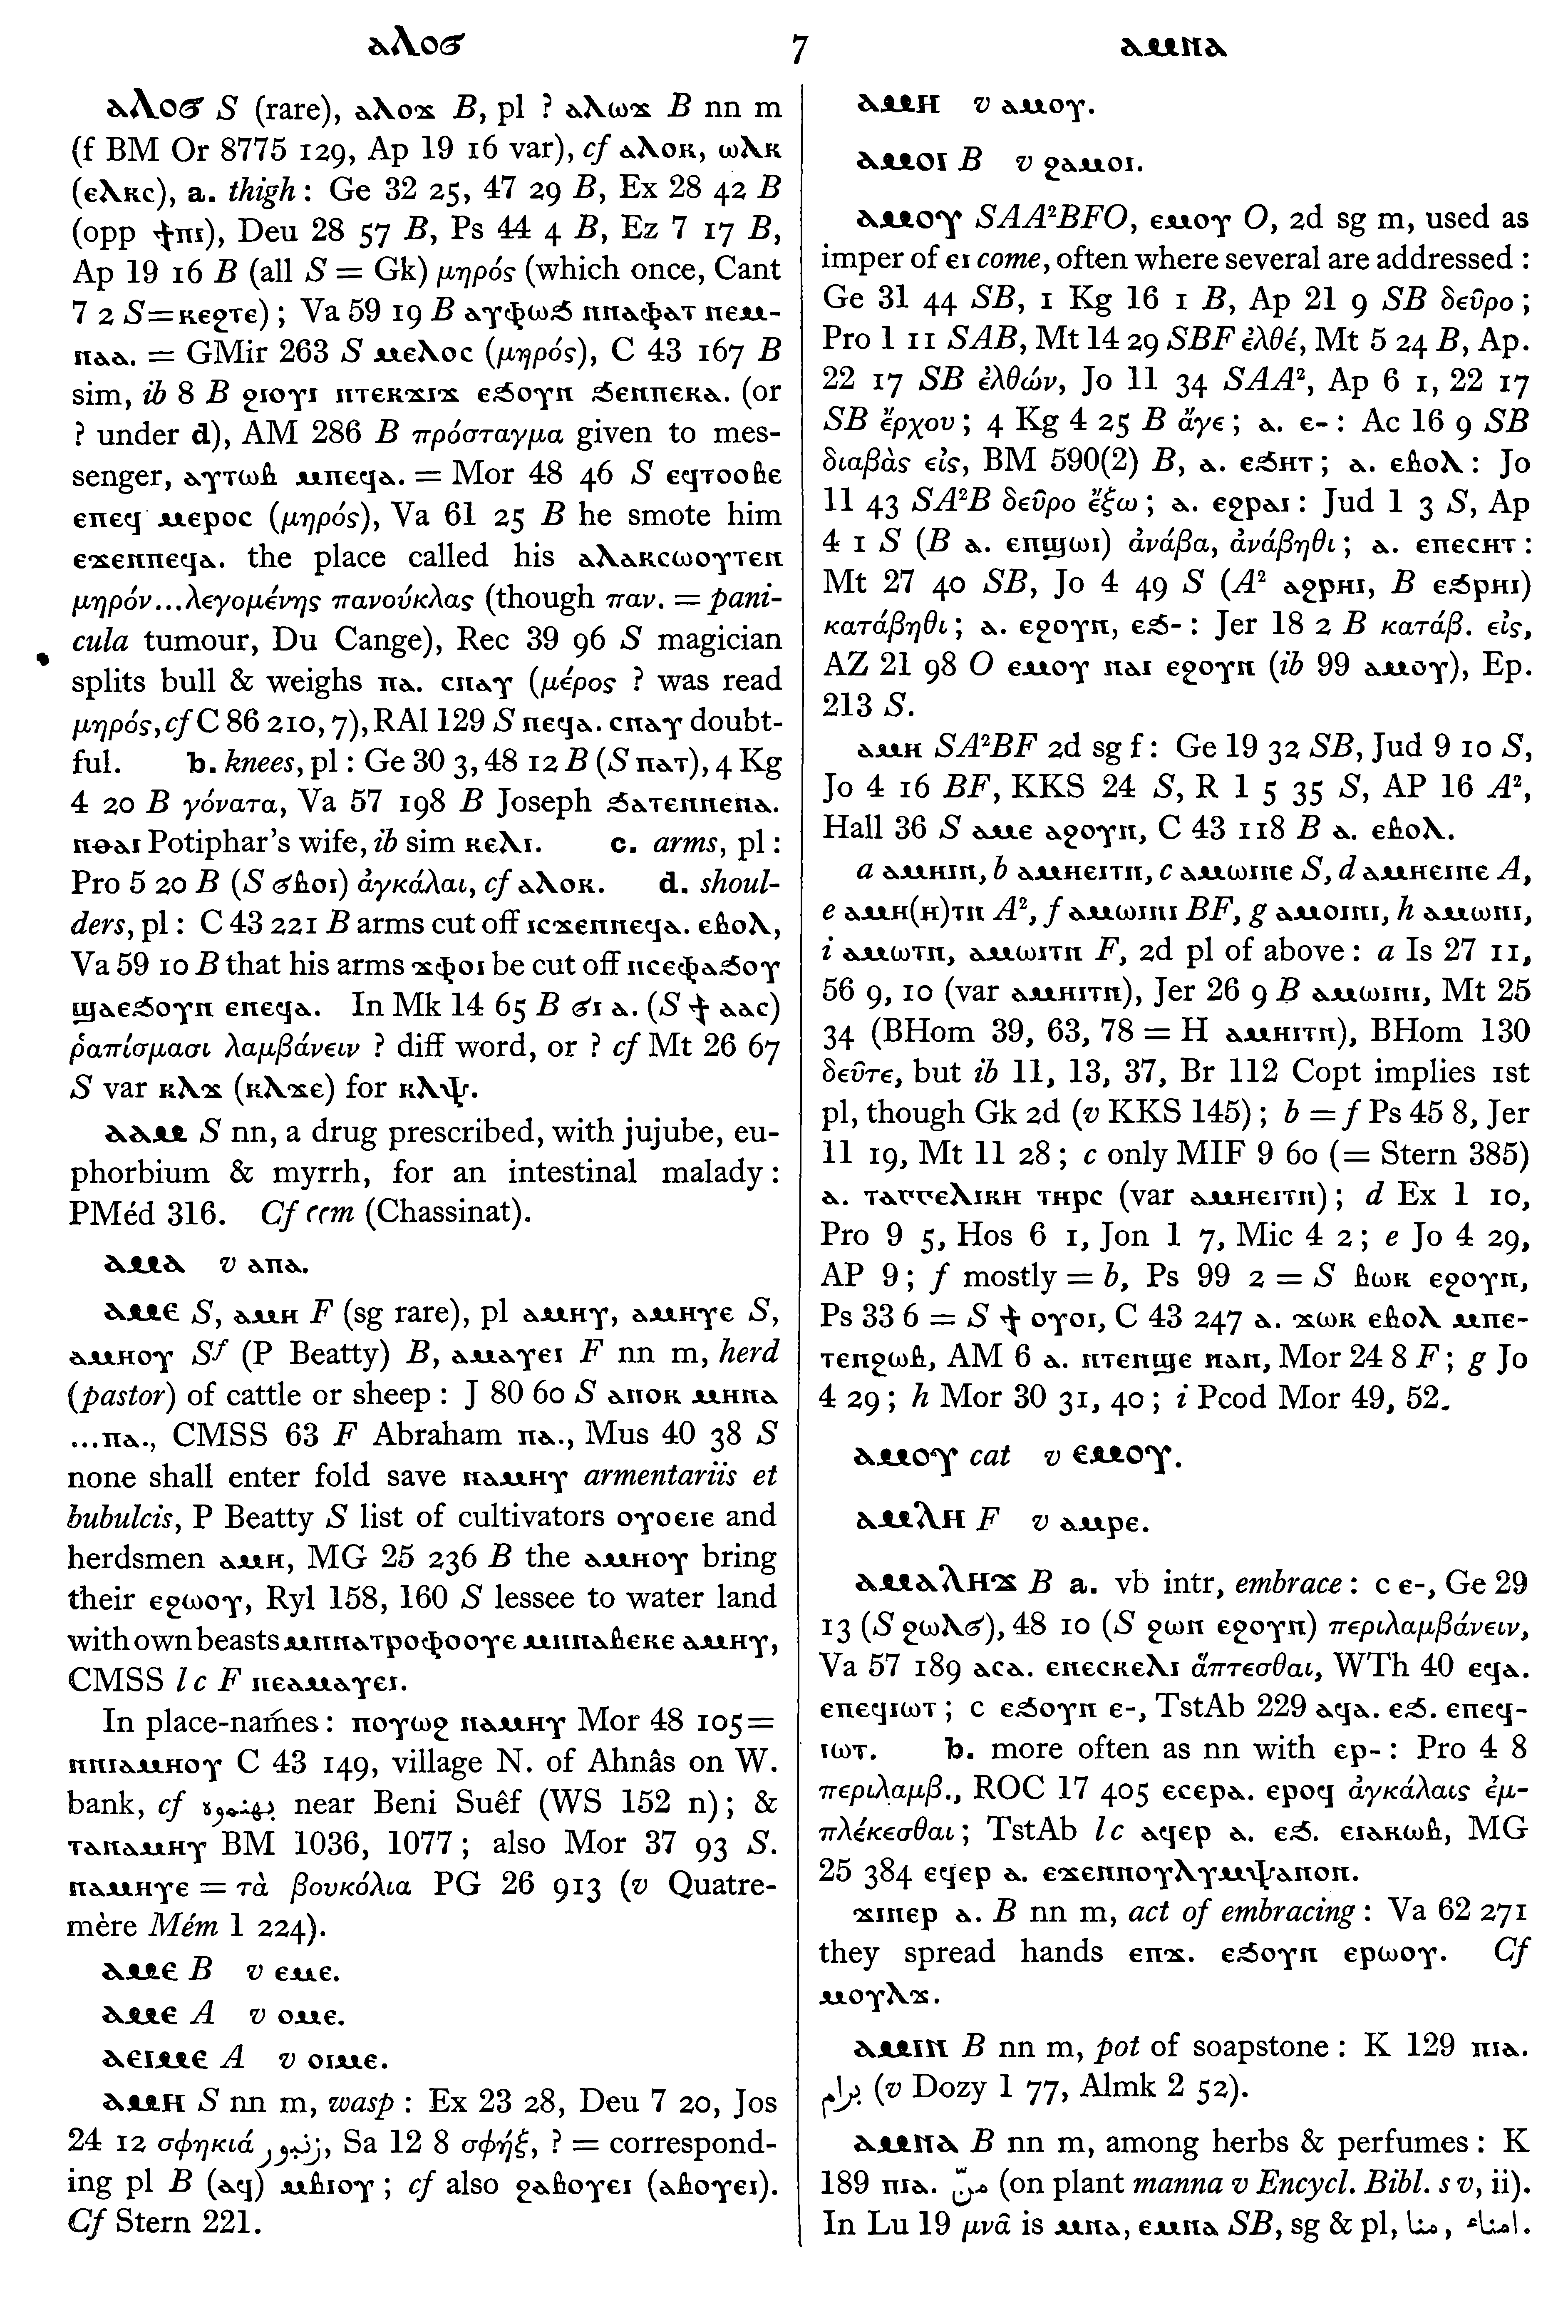 ⲁⲗⲟϭ 7 ⲁⲙⲛⲁ
ⲁⲗⲟϭ S (rare), ⲁⲗⲟϫ B, pl ? ⲁⲗⲱϫ B nn m
(f BM Or 8775 129, Ap 19 16 var), cf ⲁⲗⲟⲕ, ⲱⲗⲕ
(ⲉⲗⲕⲥ), a. thigh : Ge 32 25, 47 29 B, Ex 28 42 B
(opp ϯⲡⲓ), Deu 28 57 B, Ps 44 4 B, Ez 7 17 B,
Ap 19 16 B (all S = Gk) μηρός (which once, Cant
7 2 S=ⲕⲉϩⲧⲉ) ; Va 59 19 B ⲁⲩⲫⲱϧ ⲛⲛⲁⲫⲁⲧ ⲛⲉⲙ-
ⲛⲁⲁ. = GMir 263 S ⲙⲉⲗⲟⲥ (μηρός), C 43 167 B
sim, ib 8 B ϩⲓⲟⲩⲓ ⲛⲧⲉⲕϫⲓϫ ⲉϧⲟⲩⲛ ϧⲉⲛⲛⲉⲕⲁ. (or
? under d), AM 286 B πρόσταγμα given to mes-
senger, ⲁⲩⲧⲱⲃ ⲙⲡⲉϥⲁ. = Mor 48 46 S ⲉϥⲧⲟⲟⲃⲉ
ⲉⲡⲉϥ ⲙⲉⲣⲟⲥ (μηρός), Va 61 25 B he smote him
ⲉϫⲉⲛⲡⲉϥⲁ. the place called his ⲁⲗⲁⲕⲥⲱⲟⲩⲧⲉⲛ
μηρόν...λεγομένης πανούκλας (though παν. = pani-
cula tumour, Du Cange), Rec 39 96 S magician
splits bull & weighs ⲡⲁ. ⲥⲛⲁⲩ (μέρος ? was read
μηρός, cf C 86 210, 7), RAl 129 S ⲡⲉϥⲁ. ⲥⲛⲁⲩ doubt-
ful. b. knees, pl : Ge 30 3, 48 12 B (S ⲡⲁⲧ), 4 Kg
4 20 B γόνατα, Va 57 198 B Joseph ϧⲁⲧⲉⲛⲛⲉⲛⲁ.
ⲛⲑⲁⲓ Potiphar's wife, ib sim ⲕⲉⲗⲓ. c. arms, pl :
Pro 5 20 B (S ϭⲃⲟⲓ) ἀγκάλαι, cf ⲁⲗⲟⲕ. d. shoul-
ders, pl : C 43 221 B arms cut off ⲓⲥϫⲉⲛⲛⲉϥⲁ. ⲉⲃⲟⲗ,
Va 59 10 B that his arms ϫⲫⲟⲓ be cut off ⲛⲥⲉⲫⲁϧⲟⲩ
ϣⲁⲉϧⲟⲩⲛ ⲉⲛⲉϥⲁ. In Mk 14 65 B ϭⲓ ⲁ. (S ϯ ⲁⲁⲥ)
ῥαπίσμασι λαμβάνειν ? diff word, or ? cf Mt 26 67
S var ⲕⲗϫ (ⲕⲗϫⲉ) for ⲕⲗⲯ.
ⲁⲁⲙ S nn, a drug prescribed, with jujube, eu-
phorbium & myrrh, for an intestinal malady :
PMéd 316. Cf ꜥꜥm (Chassinat).
ⲁⲙⲁ v ⲁⲡⲁ.
ⲁⲙⲉ S, ⲁⲙⲏ F (sg rare), pl ⲁⲙⲏⲩ, ⲁⲙⲏⲩⲉ S,
ⲁⲙⲏⲟⲩ Sf (P Beatty) B, ⲁⲙⲁⲩⲉⲓ F nn m, herd
(pastor) of cattle or sheep : J 80 60 S ⲁⲛⲟⲕ ⲙⲏⲛⲁ
...ⲡⲁ., CMSS 63 F Abraham ⲡⲁ., Mus 40 38 S
none shall enter fold save ⲛⲁⲙⲏⲩ armentariis et
bubulcis, P Beatty S list of cultivators ⲟⲩⲟⲉⲓⲉ and
herdsmen ⲁⲙⲏ, MG 25 236 B the ⲁⲙⲏⲟⲩ bring
their ⲉϩⲱⲟⲩ, Ryl 158, 160 S lessee to water land
with own beasts ⲙⲛⲛⲁⲧⲣⲟⲫⲟⲟⲩⲉ ⲙⲛⲛⲁⲃⲉⲕⲉ ⲁⲙⲏⲩ,
CMSS l c F ⲛⲉⲁⲙⲁⲩⲉⲓ.
In place-names : ⲡⲟⲩⲱϩ ⲛⲁⲙⲏⲩ Mor 48 105=
ⲡⲛⲓⲁⲙⲏⲟⲩ C 43 149, village N. of Ahnâs on W.
bank, cf near Beni Suêf (WS 152 n) ; &
ⲧⲁⲡⲁⲙⲏⲩ BM 1036, 1077 ; also Mor 37 93 S.
ⲛⲁⲙⲏⲩⲉ = τὰ βουκόλια PG 26 913 (v Quatre-
mère Mém 1 224).
ⲁⲙⲉ B v ⲉⲙⲉ.
ⲁⲙⲉ A v ⲟⲙⲉ.
ⲁⲉⲓⲙⲉ A v ⲟⲓⲙⲉ.
ⲁⲙⲏ S nn m, wasp : Ex 23 28, Deu 7 20, Jos
24 12 σφηκιά زنبور, Sa 12 8 σφήξ, ? = correspond-
ing pl B (ⲁϥ) ⲙⲃⲓⲟⲩ ; cf also ϩⲁⲃⲟⲩⲉⲓ (ⲁⲃⲟⲩⲉⲓ).
Cf Stern 221.
ⲁⲙⲏ v ⲁⲙⲟⲩ.
ⲁⲙⲟⲓ B v ϩⲁⲙⲟⲓ.
ⲁⲙⲟⲩ SAA²BFO, ⲉⲙⲟⲩ O, 2d sg m, used as
imper of ⲉⲓ come, often where several are addressed :
Ge 31 44 SB, 1 Kg 16 1 B, Ap 21 9 SB δεῦρο ;
Pro 1 11 SAB, Mt 14 29 SBF ἐλθέ, Mt 5 24 B, Ap.
22 17 SB ἐλθών, Jo 11 34 SAA², Ap 6 1, 22 17
SB ἔρχου ; 4 Kg 4 25 B ἄγε ; ⲁ. ⲉ- : Ac 16 9 SB
διαβὰς εἰς, BM 590(2) B, ⲁ. ⲉϧⲏⲧ ; ⲁ. ⲉⲃⲟⲗ : Jo
11 43 SA²B δεῦρο ἔξω ; ⲁ. ⲉϩⲣⲁⲓ : Jud 1 3 S, Ap
4 1 S (B ⲁ. ⲉⲡϣⲱⲓ) ἀνάβα, ἀνάβηθι ; ⲁ. ⲉⲡⲉⲥⲏⲧ :
Mt 27 40 SB, Jo 4 49 S (A² ⲁϩⲣⲏⲓ, B ⲉϧⲣⲏⲓ)
κατάβηθι ; ⲁ. ⲉϩⲟⲩⲛ, ⲉϧ- : Jer 18 2 B κατάβ. εἰς,
AZ 21 98 O ⲉⲙⲟⲩ ⲛⲁⲓ ⲉϩⲟⲩⲛ (ib 99 ⲁⲙⲟⲩ), Ep.
213 S.
ⲁⲙⲏ SA²BF 2d sg f : Ge 19 32 SB, Jud 9 10 S,
Jo 4 16 BF, KKS 24 S, R 1 5 35 S, AP 16 A²,
Hall 36 S ⲁⲙⲉ ⲁϩⲟⲩⲛ, C 43 118 B ⲁ. ⲉⲃⲟⲗ.
a ⲁⲙⲏⲓⲛ, b ⲁⲙⲏⲉⲓⲧⲛ, c ⲁⲙⲱⲓⲛⲉ S, d ⲁⲙⲏⲉⲓⲛⲉ A,
e ⲁⲙⲏ(ⲏ)ⲧⲛ A², f ⲁⲙⲱⲓⲛⲓ BF, g ⲁⲙⲟⲓⲛⲓ, h ⲁⲙⲱⲛⲓ,
i ⲁⲙⲱⲧⲛ, ⲁⲙⲱⲓⲧⲛ F, 2d pl of above : a Is 27 11,
56 9, 10 (var ⲁⲙⲏⲓⲧⲛ), Jer 26 9 B ⲁⲙⲱⲓⲛⲓ, Mt 25
34 (BHom 39, 63, 78 = H ⲁⲙⲏⲓⲧⲛ), BHom 130
δεῦτε, but ib 11, 13, 37, Br 112 Copt implies 1st
pl, though Gk 2d (v KKS 145) ; b = f Ps 45 8, Jer
11 19, Mt 11 28 ; c only MIF 9 60 (= Stern 385)
ⲁ. ⲧⲁⲅⲅⲉⲗⲓⲕⲏ ⲧⲏⲣⲥ (var ⲁⲙⲏⲉⲓⲧⲛ) ; d Ex 1 10,
Pro 9 5, Hos 6 1, Jon 1 7, Mic 4 2 ; e Jo 4 29,
AP 9 ; f mostly = b, Ps 99 2 = S ⲃⲱⲕ ⲉϩⲟⲩⲛ,
Ps 33 6 = S ϯ ⲟⲩⲟⲓ, C 43 247 ⲁ. ϫⲱⲕ ⲉⲃⲟⲗ ⲙⲡⲉ-
ⲧⲉⲛϩⲱⲃ, AM 6 ⲁ. ⲛⲧⲉⲛϣⲉ ⲛⲁⲛ, Mor 24 8 F ; g Jo
4 29 ; h Mor 30 31, 40 ; i Pcod Mor 49, 52.
ⲁⲙⲟⲩ cat v ⲉⲙⲟⲩ.
ⲁⲙⲗⲏ F v ⲁⲙⲣⲉ.
ⲁⲙⲁⲗⲏϫ B a. vb intr, embrace : c ⲉ-, Ge 29
13 (S ϩⲱⲗϭ), 48 10 (S ϩⲱⲛ ⲉϩⲟⲩⲛ) περιλαμβάνειν,
Va 57 189 ⲁⲥⲁ. ⲉⲛⲉⲥⲕⲉⲗⲓ ἅπτεσθαι, WTh 40 ⲉϥⲁ.
ⲉⲡⲉϥⲓⲱⲧ ; c ⲉϧⲟⲩⲛ ⲉ-, TstAb 229 ⲁϥⲁ. ⲉϧ. ⲉⲡⲉϥ-
ⲓⲱⲧ. b. more often as nn with ⲉⲣ- : Pro 4 8
περιλαμβ., ROC 17 405 ⲉⲥⲉⲣⲁ. ⲉⲣⲟϥ ἀγκάλαις ἐμ-
πλέκεσθαι ; TstAb l c ⲁϥⲉⲣ ⲁ. ⲉϧ. ⲉⲓⲁⲕⲱⲃ, MG
25 384 ⲉϥⲉⲣ ⲁ. ⲉϫⲉⲛⲡⲟⲩⲗⲩⲙⲯⲁⲛⲟⲛ.
ϫⲓⲛⲉⲣ ⲁ. B nn m, act of embracing : Va 62 271
they spread hands ⲉⲡϫ. ⲉϧⲟⲩⲛ ⲉⲣⲱⲟⲩ. Cf
ⲙⲟⲩⲗϫ.
ⲁⲙⲓⲛ B nn m, pot of soapstone : K 129 ⲡⲓⲁ.
برام (v Dozy 1 77, Almk 2 52).
ⲁⲙⲛⲁ B nn m, among herbs & perfumes : K
189 ⲡⲓⲁ. منّ (on plant manna v Encycl. Bibl. s v, ii).
In Lu 19 μνᾶ is ⲙⲛⲁ, ⲉⲙⲛⲁ SB, sg & pl, منا, امناء.